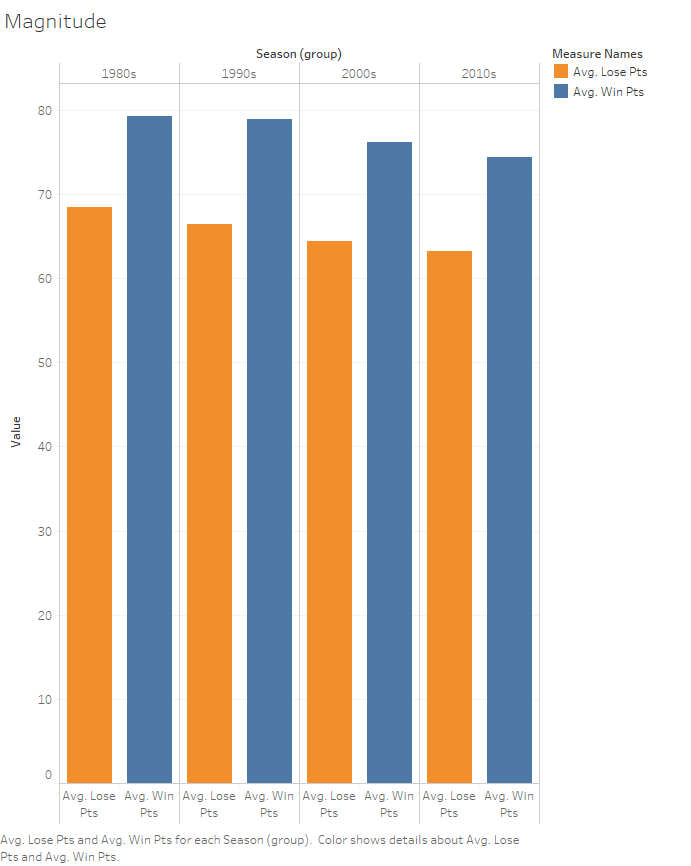 Magnitude
Season (group)
1980s 1990s 2000s 2010s
Measure Names
Avg. Lose Pts
Avg. Win Pts
80
70
60
50
40
30
20
10
0
Value
Avg. Lose Avg. Win Avg. Lose Avg. Win Avg. Lose Avg. Win Avg. Lose Avg. Win
Pts Pts Pts Pts Pts Pts Pts Pts
Avg. Lose Pts and Avg. Win Pts for each Season (group).  Color shows details about Avg. Lose
Pts and Avg. Win Pts.